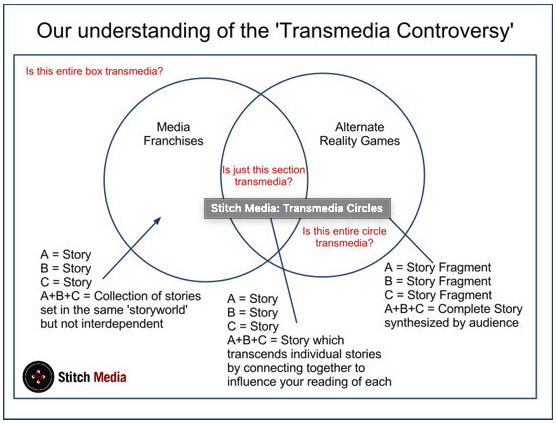 Our understanding of the 'Transmedia Controversy'
Is this entire box transmedia?
Media
Franchises
Alternate
Reality Games
Is just this section
transmedia?
Stitch Media: Transmedia Circles
Is this entire circle
transmedia?
A = Story
B = Story
C = Story
A+B+C = Collection of stories
set in the same 'storyworld'
but not interdependent
A = Story
B = Story
C = Story
A+B+C = Story which
transcends individual stories
by connecting together to
influence your reading of each
A = Story Fragment
B = Story Fragment
C = Story Fragment
A+B+C = Complete Story
synthesized by audience
Stitch Media